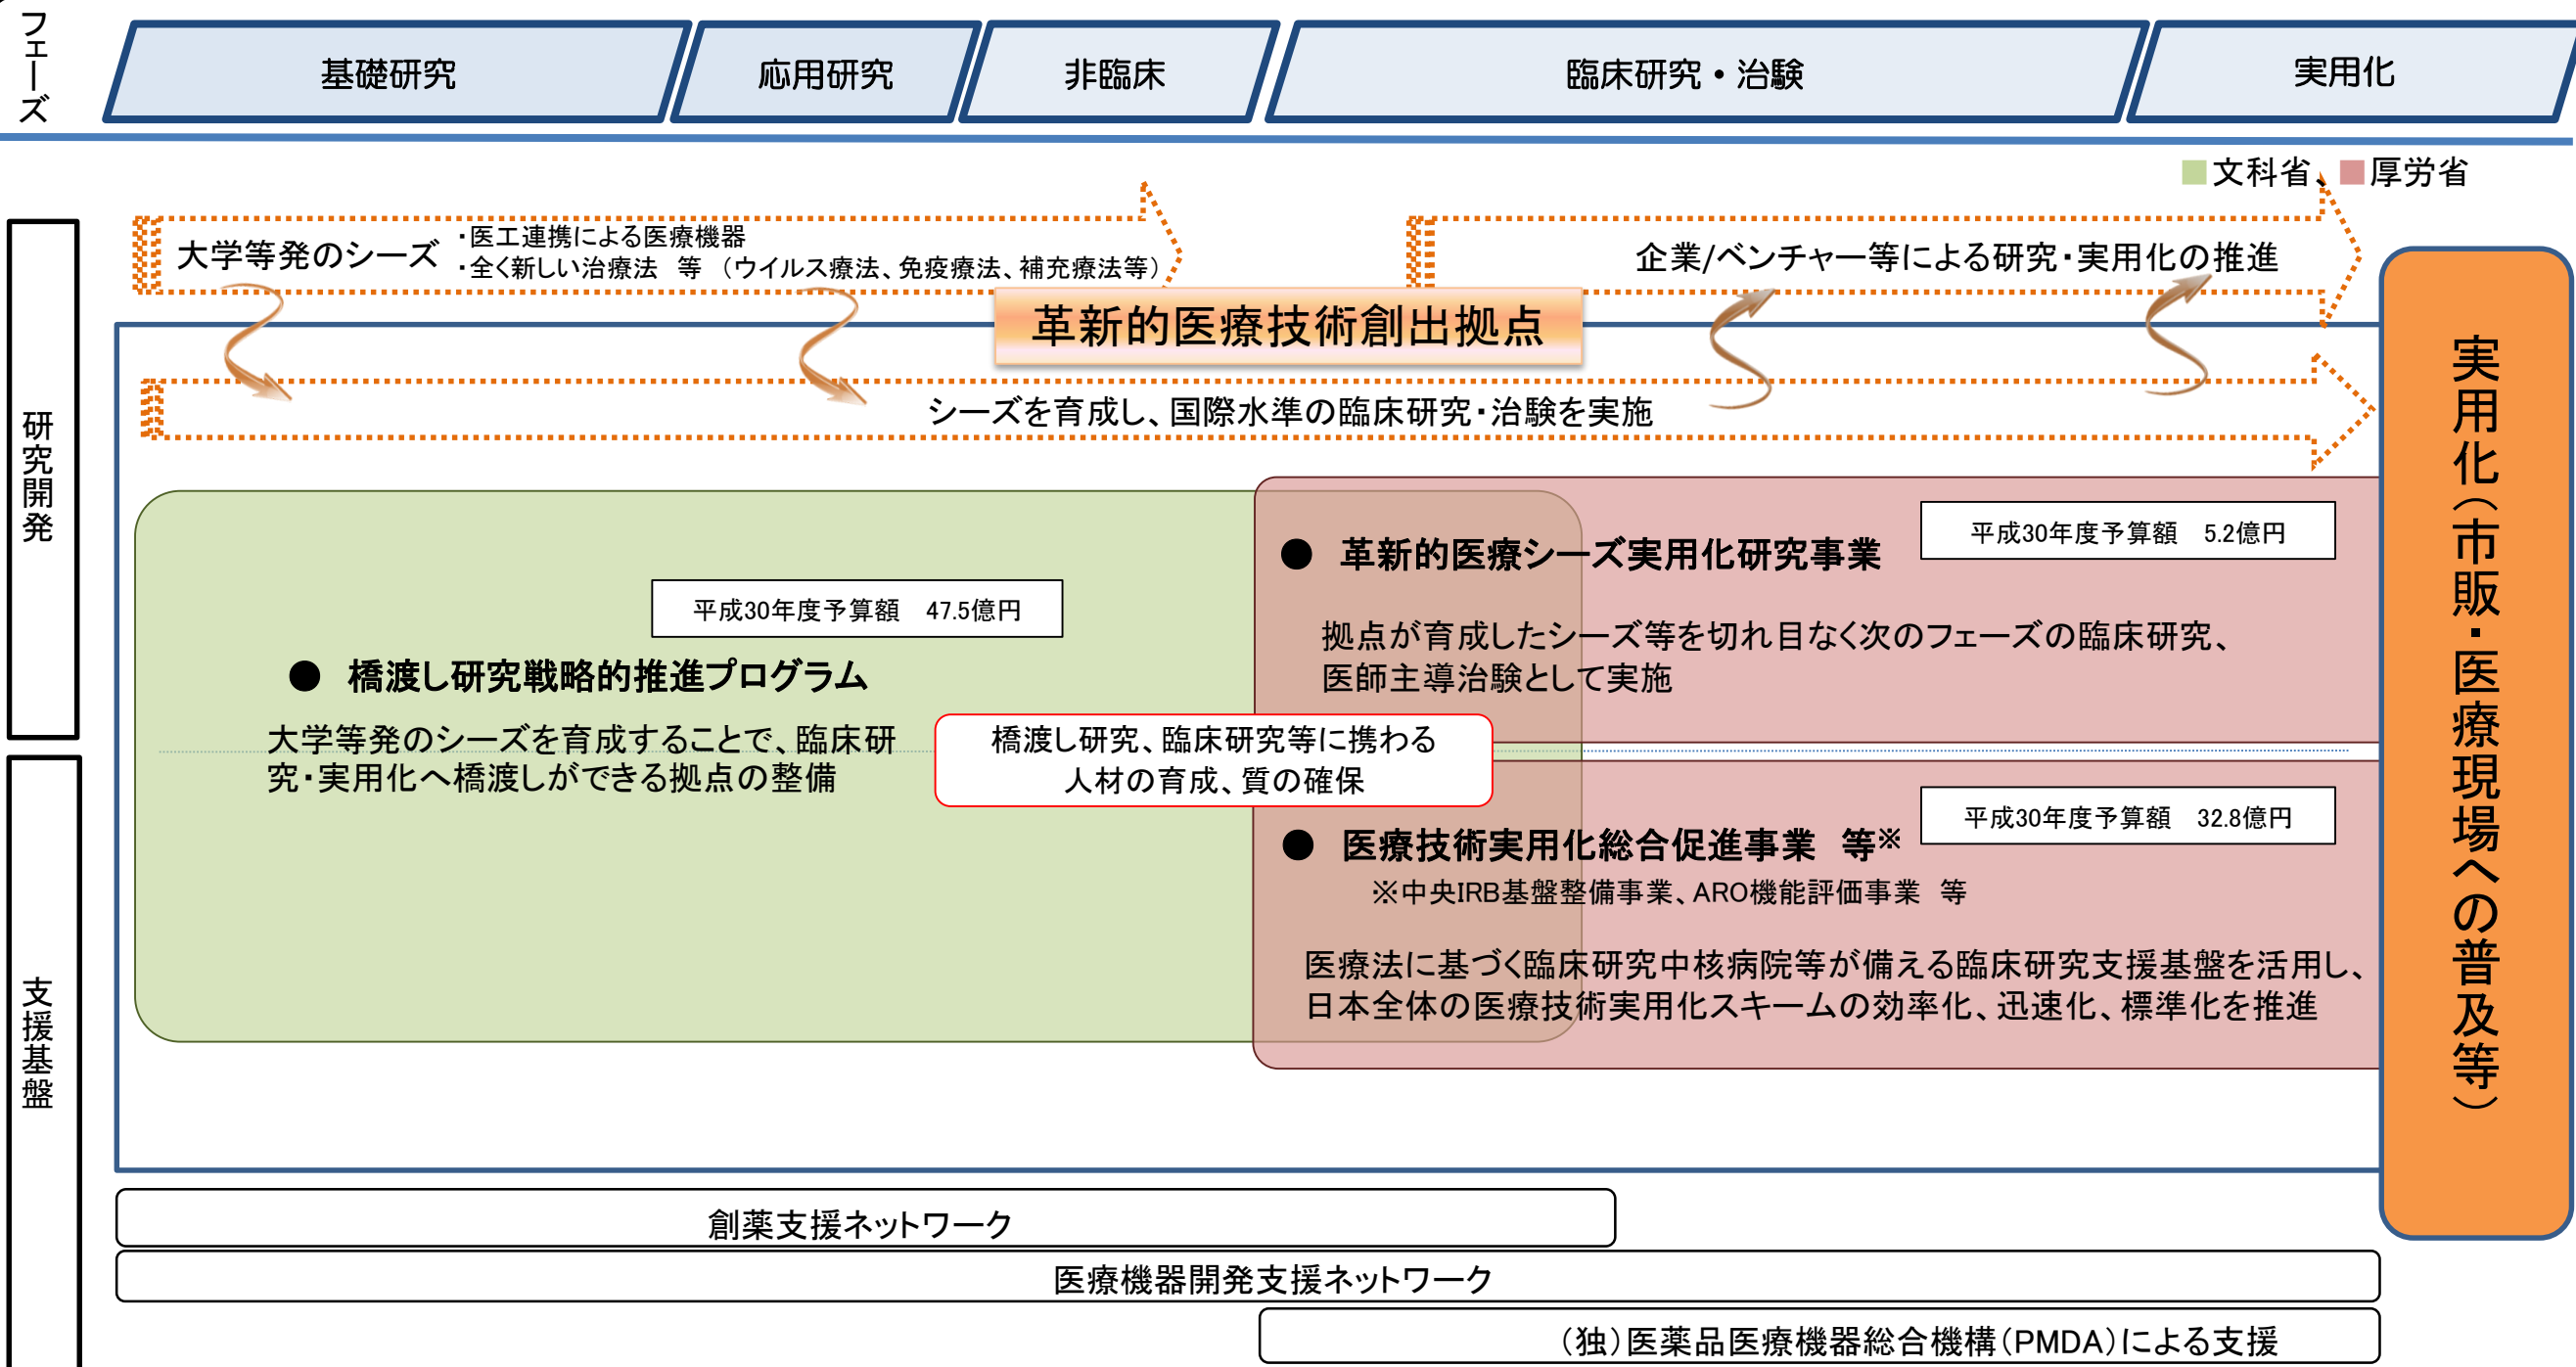 フェーズ
基礎研究
応用研究
非臨床
臨床研究・治験
実用化
文科省、厚労省
研究開発
大学等発のシーズ
・医工連携による医療機器
・全く新しい治療法 等 （ウイルス療法、免疫療法、補充療法等）
企業/ベンチャー等による研究・実用化の推進
革新的医療技術創出拠点
シーズを育成し、国際水準の臨床研究・治験を実施
平成30年度予算額 47.5億円
● 橋渡し研究戦略的推進プログラム
大学等発のシーズを育成することで、臨床研
究・実用化へ橋渡しができる拠点の整備
平成30年度予算額 5.2億円
● 革新的医療シーズ実用化研究事業
拠点が育成したシーズ等を切れ目なく次のフェーズの臨床研究、
医師主導治験として実施
橋渡し研究、臨床研究等に携わる
人材の育成、質の確保
支援基盤
平成30年度予算額 32.8億円
● 医療技術実用化総合促進事業 等※
※中央IRB基盤整備事業、ARO機能評価事業 等
医療法に基づく臨床研究中核病院等が備える臨床研究支援基盤を活用し、
日本全体の医療技術実用化スキームの効率化、迅速化、標準化を推進
実用化（市販・医療現場への普及等）
創薬支援ネットワーク
医療機器開発支援ネットワーク
（独）医薬品医療機器総合機構（PMDA）による支援